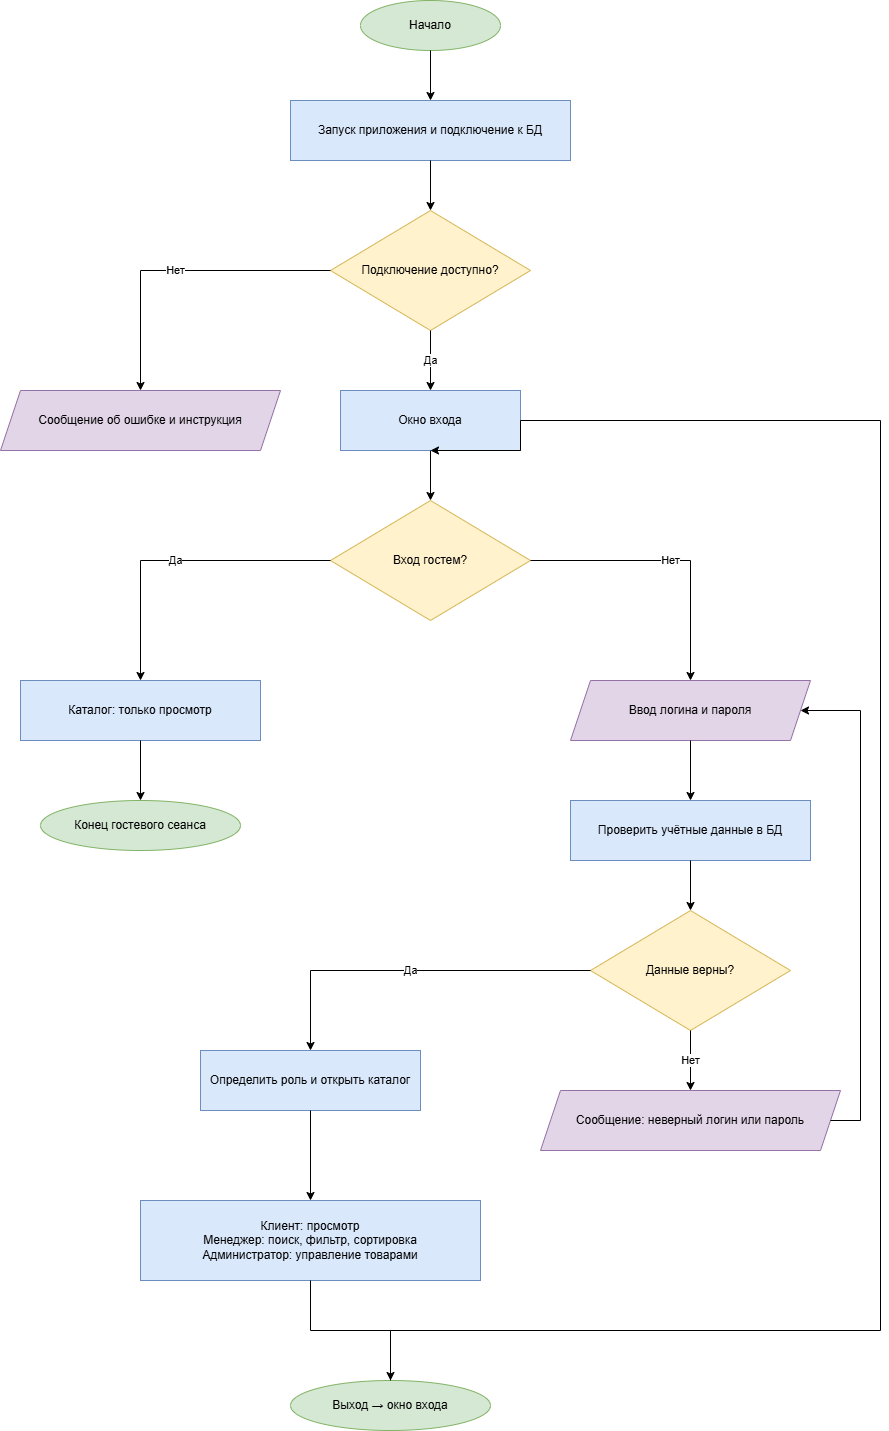 Начало
Запуск приложения и подключение к БД
Подключение доступно?
Нет
Да
Сообщение об ошибке и инструкция
Окно входа
Вход гостем?
Да
Нет
Каталог: только просмотр
Ввод логина и пароля
Конец гостевого сеанса
Проверить учётные данные в БД
Данные верны?
Да
Нет
Определить роль и открыть каталог
Сообщение: неверный логин или пароль
Клиент: просмотр
Менеджер: поиск, фильтр, сортировка
Администратор: управление товарами
Выход → окно входа